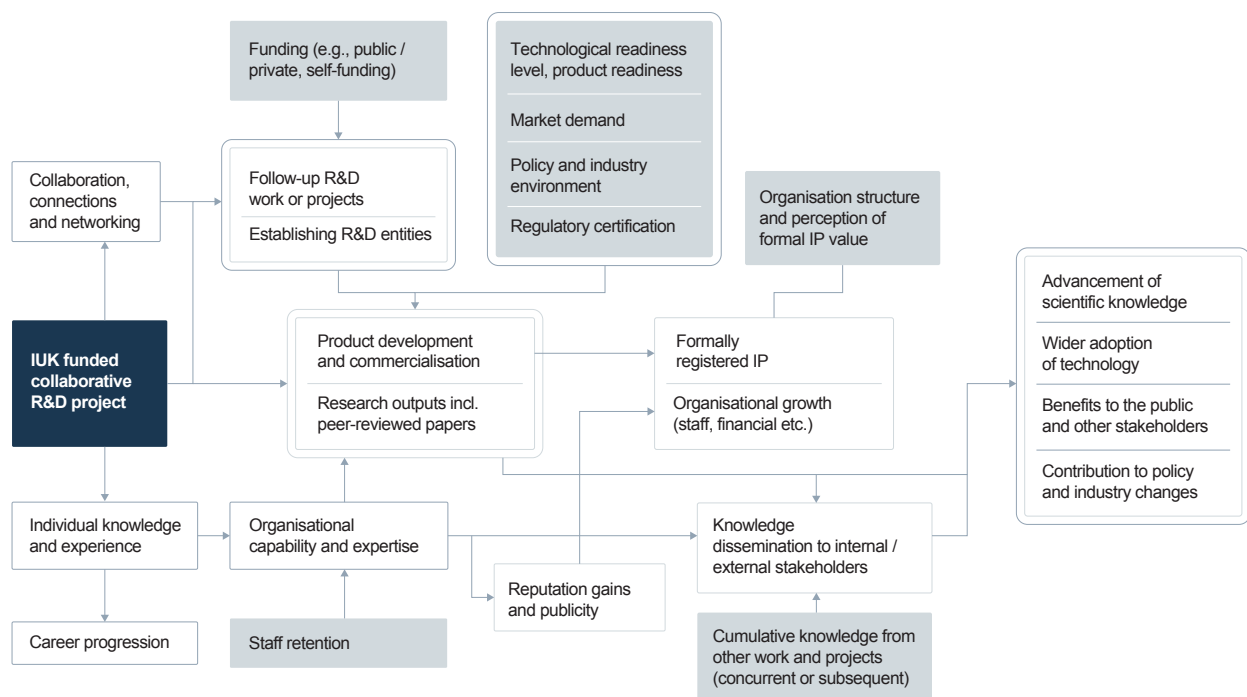 Funding (e.g., public /
private, self-funding)
Technological readiness
level, product readiness
Market demand
Policy and industry
environment
Regulatory certification
Collaboration,
connections
and networking
Follow-up R&D
work or projects
Establishing R&D entities
Organisation structure
and perception of
formal IP value
IUK funded
collaborative
R&D project
Product development
and commercialisation
Research outputs incl.
peer-reviewed papers
Formally
registered IP
Organisational growth
(staff, financial etc.)
Advancement of
scientific knowledge
Wider adoption
of technology
Benefits to the public
and other stakeholders
Contribution to policy
and industry changes
Individual knowledge
and experience
Organisational
capability and expertise
Reputation gains
and publicity
Knowledge
dissemination to internal /
external stakeholders
Career progression
Staff retention
Cumulative knowledge from
other work and projects
(concurrent or subsequent)